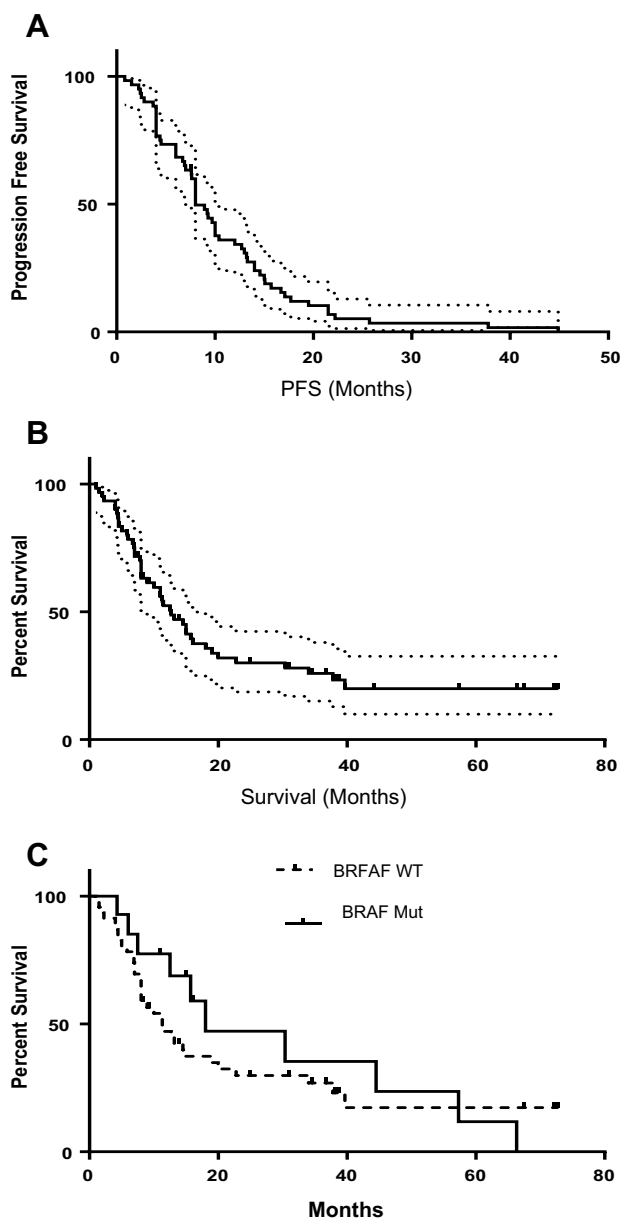 A
Progression Free Survival
100
50
0
0 10 20 30 40 50
PFS (Months)
B
Percent Survival
100
50
0
0 20 40 60 80
Survival (Months)
C
BRFAF WT
BRAF Mut
Percent Survival
100
50
0
0 20 40 60 80
Months